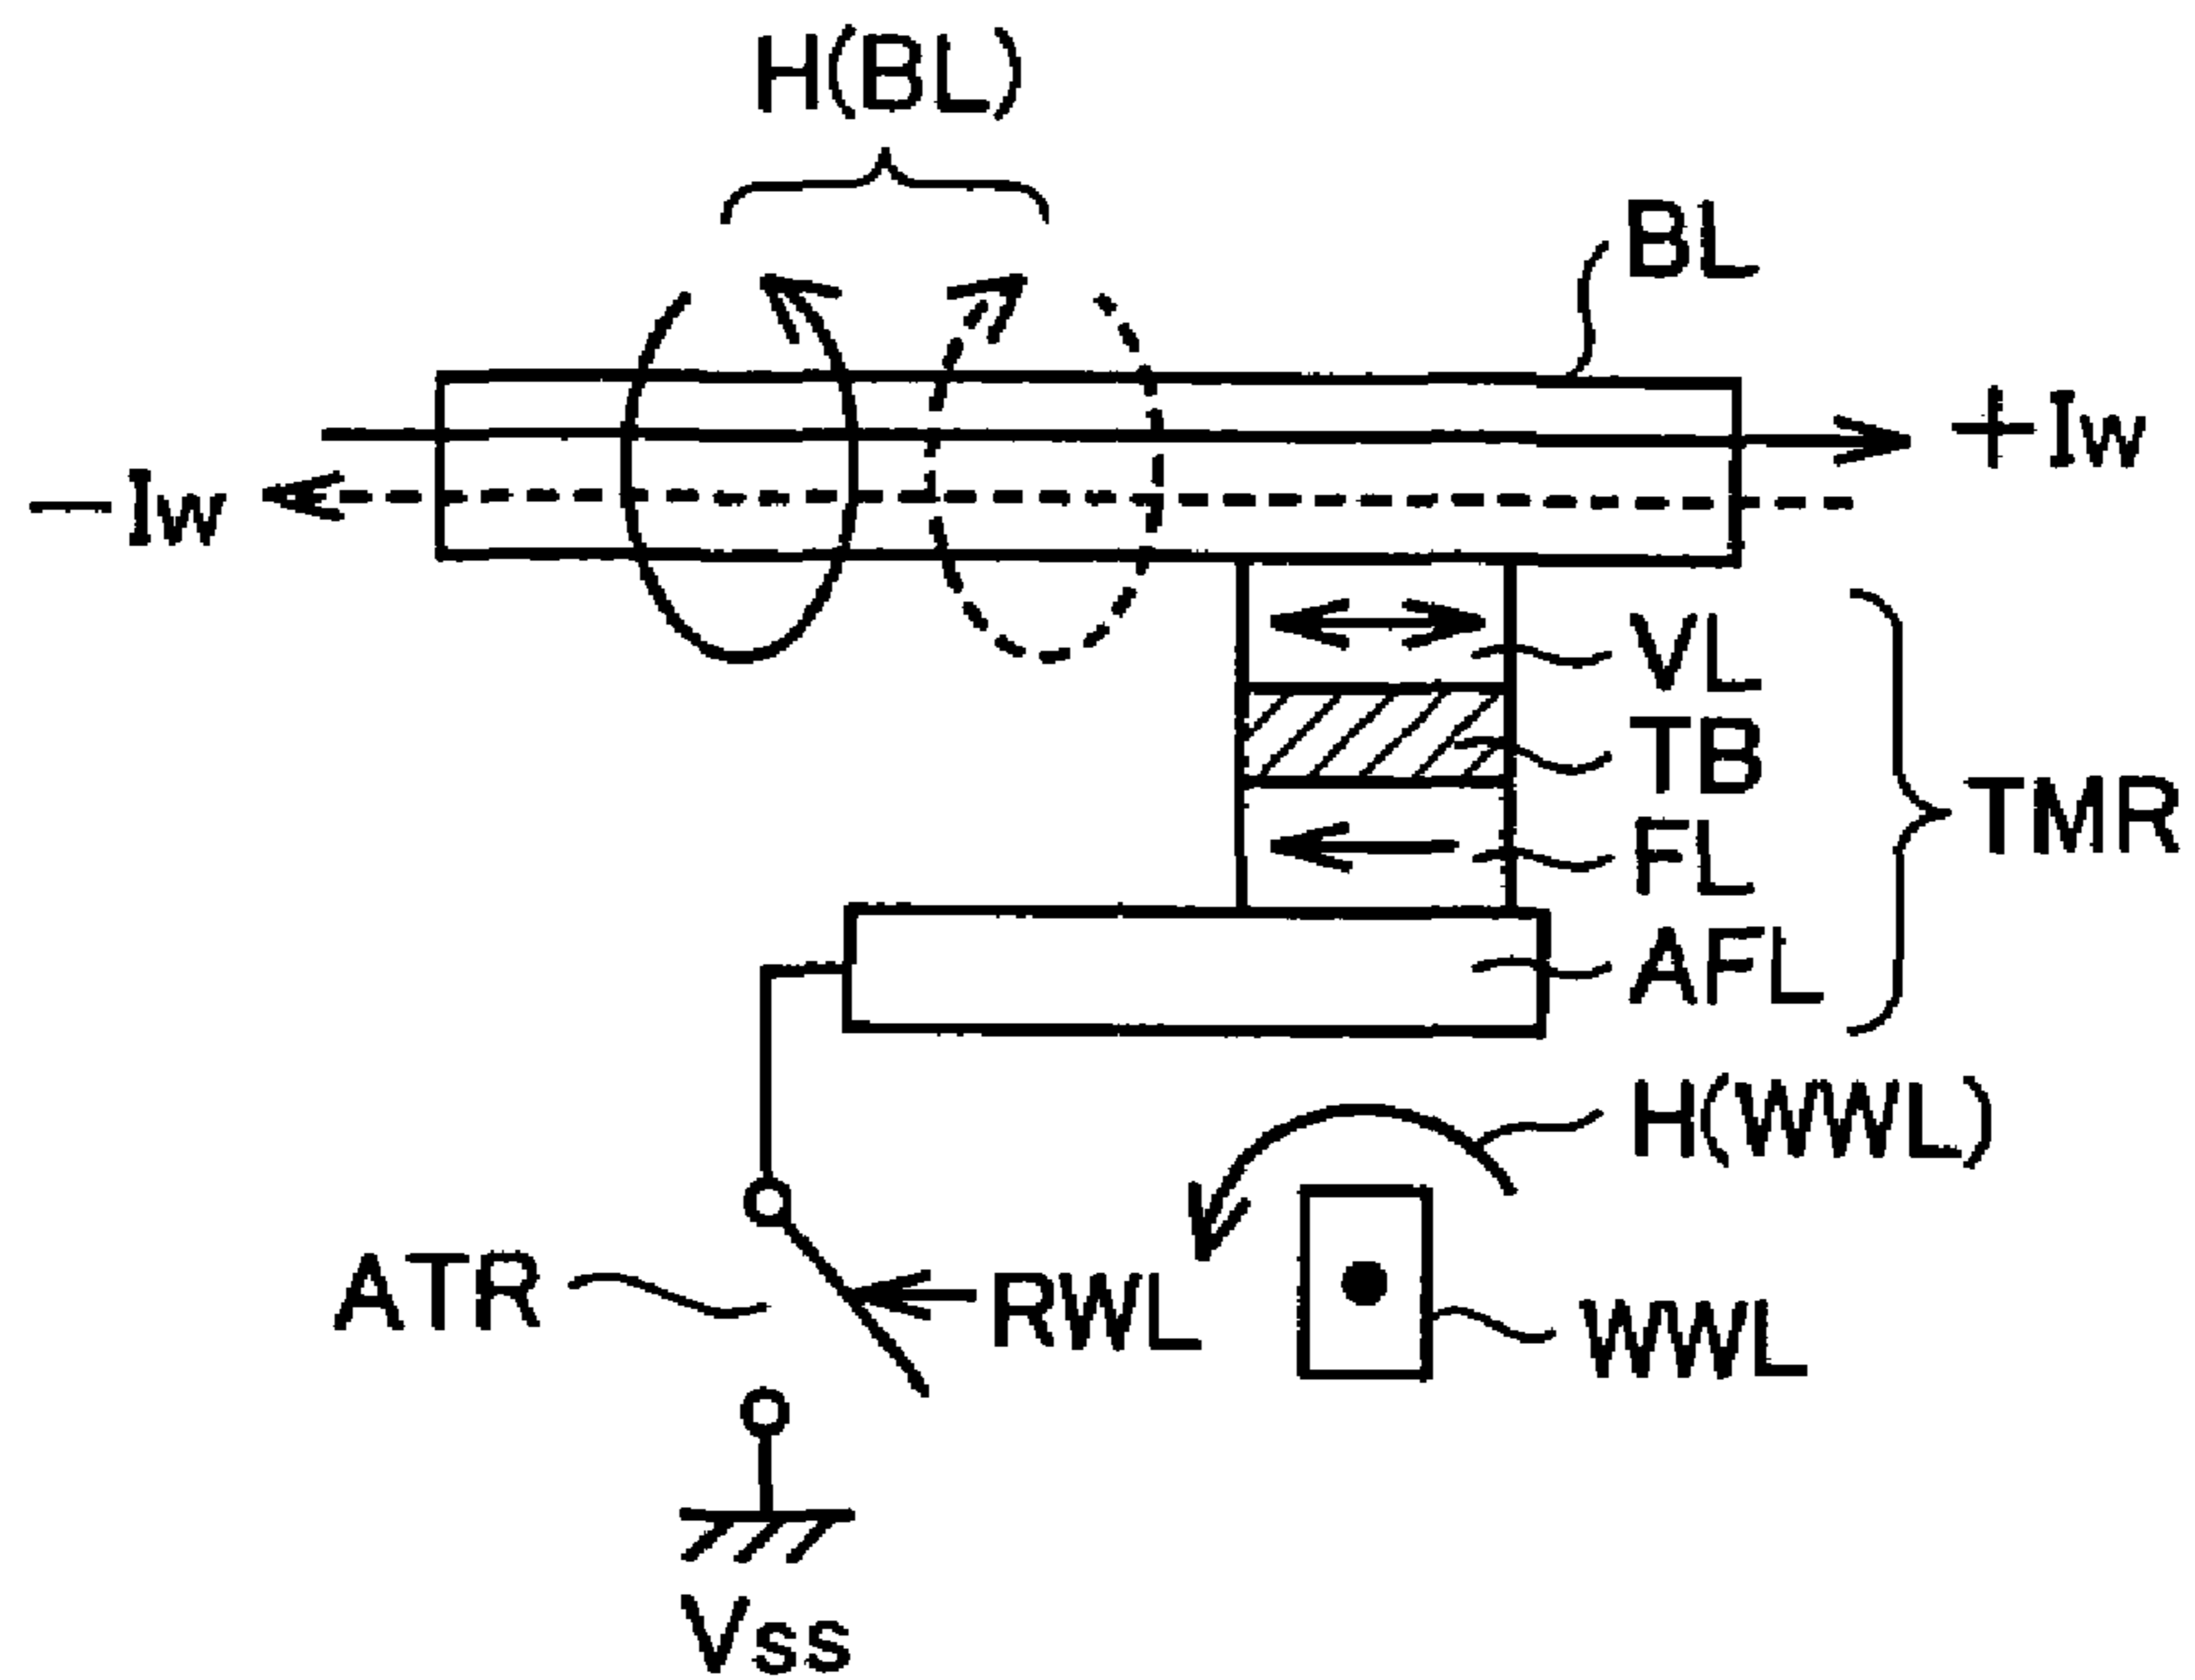 H(BL)
BL
+Iw
−Iw
VL
TB
TMR
FL
AFL
H(WWL)
ATR
RWL
WWL
Vss